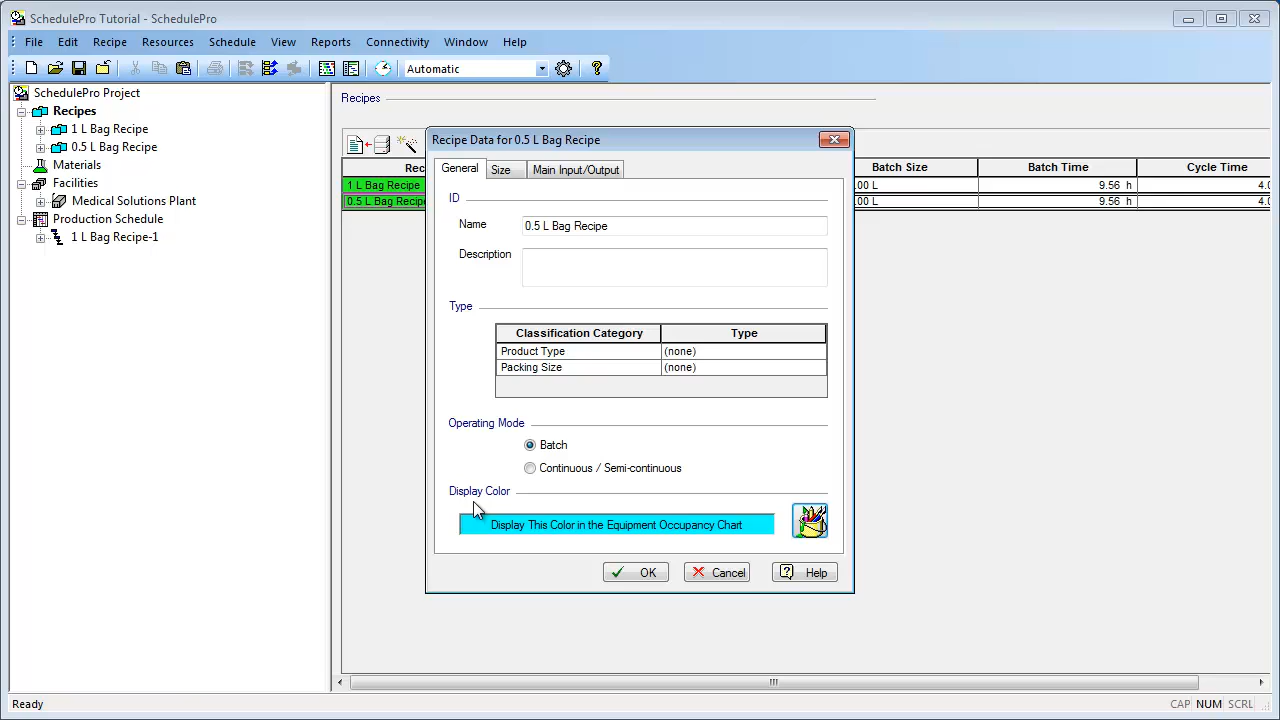 SchedulePro Tutorial - SchedulePro
File Edit Recipe Resources Schedule View Reports Connectivity Window Help
Automatic
SchedulePro Project
Recipes
1 L Bag Recipe
0.5 L Bag Recipe
Materials
Facilities
Medical Solutions Plant
Production Schedule
1 L Bag Recipe-1
Recipes
Rec Batch Size Batch Time Cycle Time
1 L Bag Recipe .00 L 9.56 h 4.0
0.5 L Bag Recipe .00 L 9.56 h 4.0
Recipe Data for 0.5 L Bag Recipe
General Size Main Input/Output
ID
Name 0.5 L Bag Recipe
Description
Type
Classification Category Type
Product Type (none)
Packing Size (none)
Operating Mode
Batch
Continuous / Semi-continuous
Display Color
Display This Color in the Equipment Occupancy Chart
OK Cancel Help
Ready CAP NUM SCRL